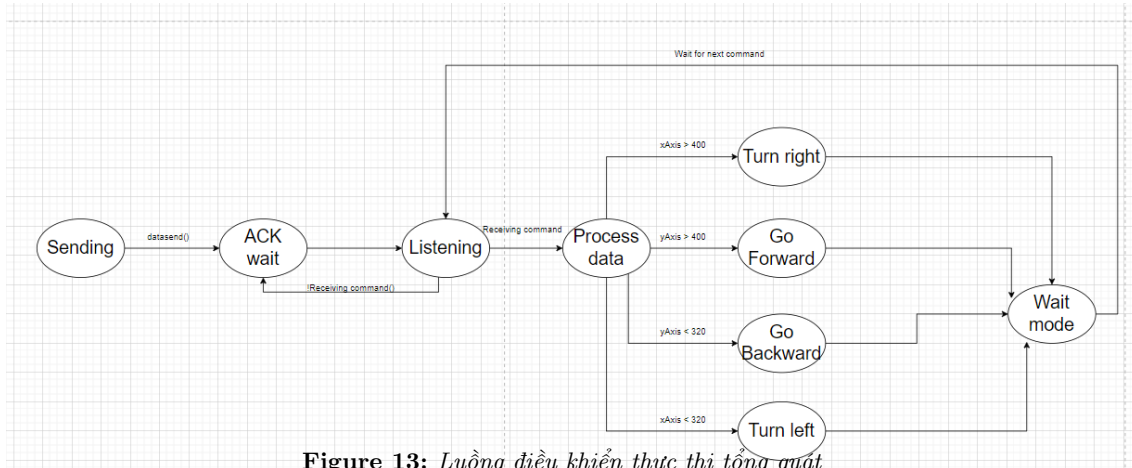 Wait for next command
xAxis > 400
Turn right
Sending
datasend()
ACK
wait
Listening
Receiving command
Process
data
yAxis > 400
Go
Forward
!Receiving command()
Wait
mode
yAxis < 320
Go
Backward
xAxis < 320
Turn left
Figure 13: Luồng điều khiển thực thi tổng quát